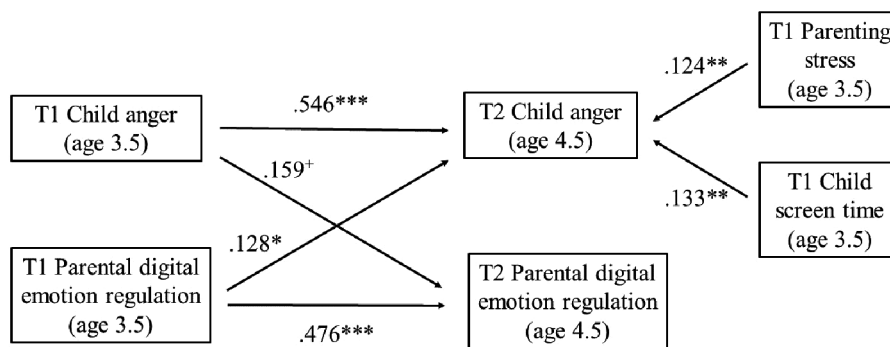 T1 Parenting
stress
(age 3.5)
.124**
T1 Child anger
(age 3.5)
.546***
T2 Child anger
(age 4.5)
.159+
.133**
T1 Child
screen time
(age 3.5)
.128*
T1 Parental digital
emotion regulation
(age 3.5)
T2 Parental digital
emotion regulation
(age 4.5)
.476***